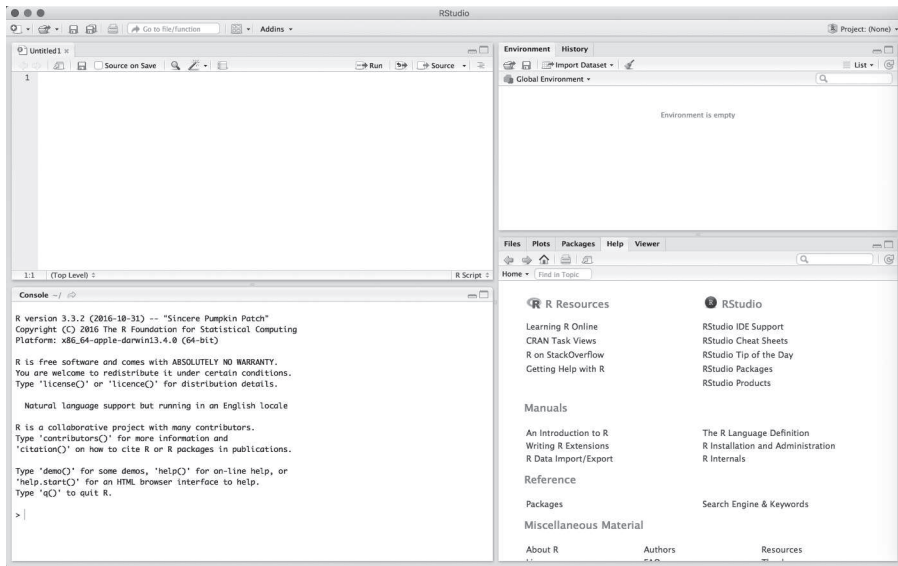 RStudio
Go to file/function
Addins
Project: (None)
Untitled1
Source on Save
Run
Source
1
1:1 (Top Level)
R Script
Console ~/
R version 3.3.2 (2016-10-31) -- "Sincere Pumpkin Patch"
Copyright (C) 2016 The R Foundation for Statistical Computing
Platform: x86_64-apple-darwin13.4.0 (64-bit)
R is free software and comes with ABSOLUTELY NO WARRANTY.
You are welcome to redistribute it under certain conditions.
Type 'license()' or 'licence()' for distribution details.
Natural language support but running in an English locale
R is a collaborative project with many contributors.
Type 'contributors()' for more information and
'citation()' on how to cite R or R packages in publications.
Type 'demo()' for some demos, 'help()' for on-line help, or
'help.start()' for an HTML browser interface to help.
Type 'q()' to quit R.
>
Environment History
Import Dataset
List
Global Environment
Environment is empty
Files Plots Packages Help Viewer
Home Find in Topic
R Resources
Learning R Online
CRAN Task Views
R on StackOverflow
Getting Help with R
RStudio
RStudio IDE Support
RStudio Cheat Sheets
RStudio Tip of the Day
RStudio Packages
RStudio Products
Manuals
An Introduction to R
The R Language Definition
Writing R Extensions
R Installation and Administration
R Data Import/Export
R Internals
Reference
Packages
Search Engine & Keywords
Miscellaneous Material
About R
Authors
Resources